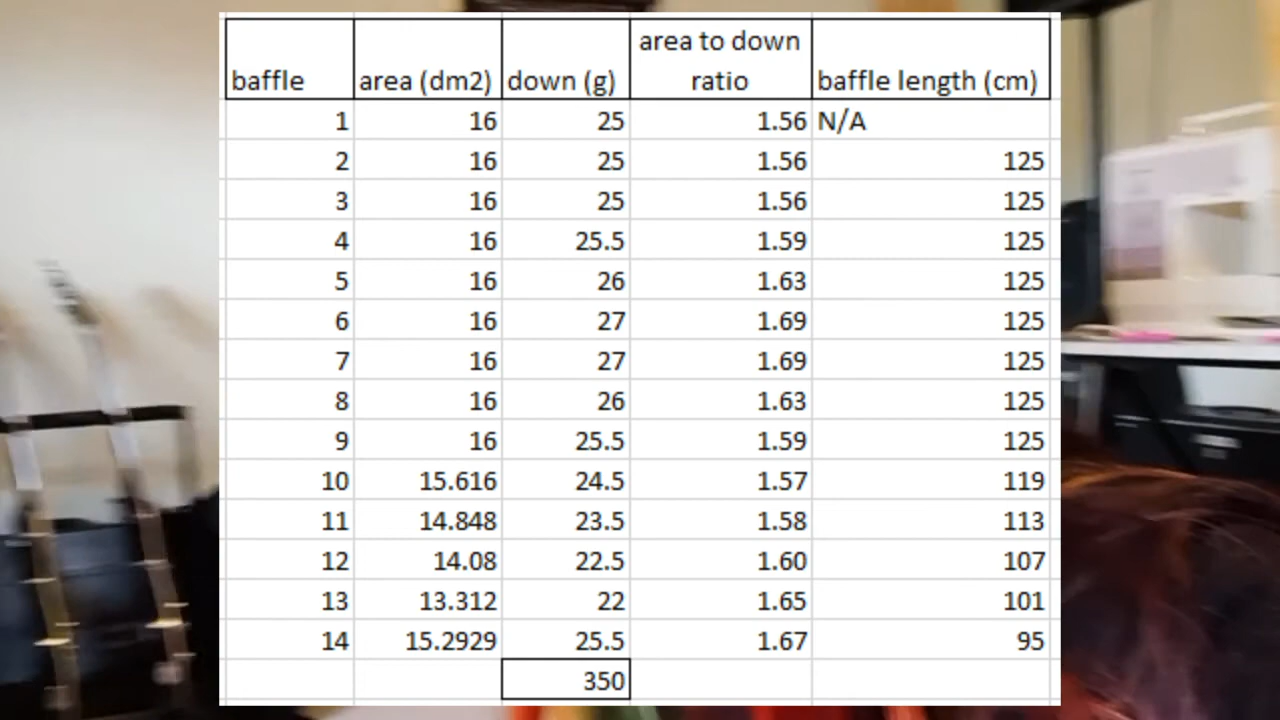 baffle area (dm2) down (g) area to down ratio baffle length (cm)
1 16 25 1.56 N/A
2 16 25 1.56 125
3 16 25 1.56 125
4 16 25.5 1.59 125
5 16 26 1.63 125
6 16 27 1.69 125
7 16 27 1.69 125
8 16 26 1.63 125
9 16 25.5 1.59 125
10 15.616 24.5 1.57 119
11 14.848 23.5 1.58 113
12 14.08 22.5 1.60 107
13 13.312 22 1.65 101
14 15.2929 25.5 1.67 95
350